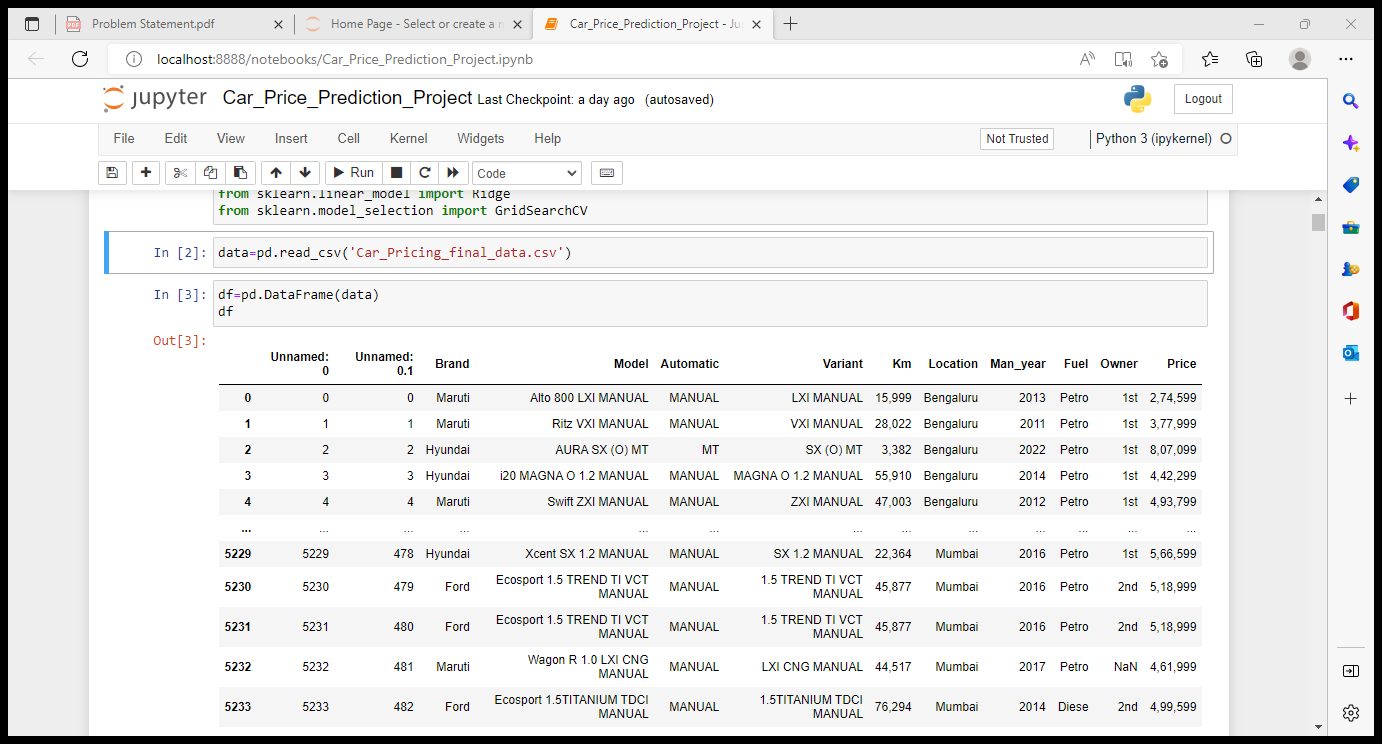 Problem Statement.pdf
Home Page - Select or create a n
Car_Price_Prediction_Project - Ju
localhost:8888/notebooks/Car_Price_Prediction_Project.ipynb
jupyter Car_Price_Prediction_Project Last Checkpoint: a day ago (autosaved)
Logout
File Edit View Insert Cell Kernel Widgets Help
Not Trusted
Python 3 (ipykernel)
Run
Code
from sklearn.linear_model import Ridge
from sklearn.model_selection import GridSearchCV
In [2]: data=pd.read_csv('Car_Pricing_final_data.csv')
In [3]: df=pd.DataFrame(data)
df
Out[3]:
Unnamed: 0 Unnamed: 0.1 Brand Model Automatic Variant Km Location Man_year Fuel Owner Price
0 0 0 Maruti Alto 800 LXI MANUAL MANUAL LXI MANUAL 15,999 Bengaluru 2013 Petro 1st 2,74,599
1 1 1 Maruti Ritz VXI MANUAL MANUAL VXI MANUAL 28,022 Bengaluru 2011 Petro 1st 3,77,999
2 2 2 Hyundai AURA SX (O) MT MT SX (O) MT 3,382 Bengaluru 2022 Petro 1st 8,07,099
3 3 3 Hyundai i20 MAGNA O 1.2 MANUAL MANUAL MAGNA O 1.2 MANUAL 55,910 Bengaluru 2014 Petro 1st 4,42,299
4 4 4 Maruti Swift ZXI MANUAL MANUAL ZXI MANUAL 47,003 Bengaluru 2012 Petro 1st 4,93,799
... ... ... ... ... ... ... ... ... ... ... ... ...
5229 5229 478 Hyundai Xcent SX 1.2 MANUAL MANUAL SX 1.2 MANUAL 22,364 Mumbai 2016 Petro 1st 5,66,599
5230 5230 479 Ford Ecosport 1.5 TREND TI VCT MANUAL MANUAL 1.5 TREND TI VCT MANUAL 45,877 Mumbai 2016 Petro 2nd 5,18,999
5231 5231 480 Ford Ecosport 1.5 TREND TI VCT MANUAL MANUAL 1.5 TREND TI VCT MANUAL 45,877 Mumbai 2016 Petro 2nd 5,18,999
5232 5232 481 Maruti Wagon R 1.0 LXI CNG MANUAL MANUAL LXI CNG MANUAL 44,517 Mumbai 2017 Petro NaN 4,61,999
5233 5233 482 Ford Ecosport 1.5TITANIUM TDCI MANUAL MANUAL 1.5TITANIUM TDCI MANUAL 76,294 Mumbai 2014 Diese 2nd 4,99,599